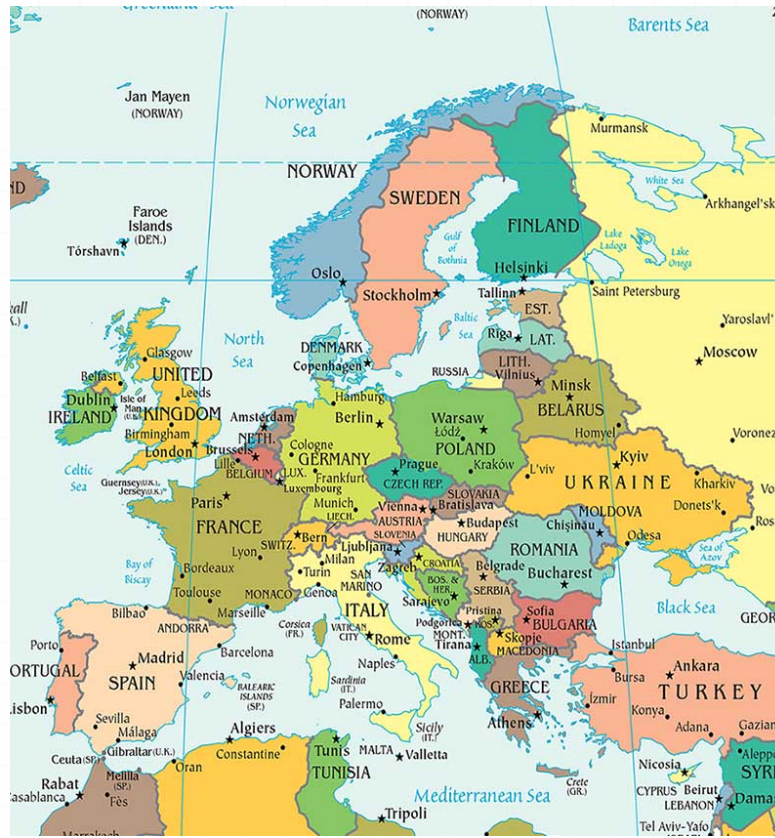 Greenland Sea
(NORWAY)
Barents Sea
Jan Mayen
(NORWAY)
Norwegian
Sea
Murmansk
White Sea
Arkhangel'sk
NORWAY
SWEDEN
FINLAND
Faroe
Islands
(DEN.)
Tórshavn
Gulf
of
Bothnia
Lake
Ladoga
Lake
Onega
Oslo
Helsinki
Stockholm
Tallinn
Saint Petersburg
EST.
Yaroslavl'
North
Sea
Baltic
Sea
Riga
LAT.
Moscow
DENMARK
Copenhagen
LITH.
Vilnius
RUSSIA
Glasgow
Belfast
UNITED
KINGDOM
Leeds
Dublin
IRELAND
Isle of
Man
(U.K.)
Birmingham
London
Hamburg
Berlin
Amsterdam
NETH.
Minsk
BELARUS
Homyel
Warsaw
Łódź
POLAND
Kraków
Brussels
Lille
BELGIUM
Cologne
GERMANY
LUX.
Luxembourg
Frankfurt
Prague
CZECH REP.
Celtic
Sea
Guernsey(U.K.)
Jersey(U.K.)
Voronez
Kyiv
L'viv
UKRAINE
Kharkiv
Donets'k
Paris
FRANCE
Munich
LIECH.
Vienna
AUSTRIA
SLOVAKIA
Bratislava
Budapest
HUNGARY
MOLDOVA
Chișinău
Odesa
Sea
of Azov
SWITZ.
Bern
SLOVENIA
Ljubljana
Zagreb
CROATIA
Lyon
Milan
Turin
SAN
MARINO
Genoa
ROMANIA
Bucharest
Belgrade
SERBIA
BOS. &
HER.
Sarajevo
Bay of
Biscay
Bordeaux
Toulouse
MONACO
Marseille
ITALY
Black Sea
Bilbao
ANDORRA
Corsica
(FR.)
VATICAN
CITY
Rome
Pristina
KOS.
Podgorica
MONT.
Sofia
BULGARIA
Skopje
MACEDONIA
Tirana
ALB.
GEOR
Porto
Madrid
SPAIN
Barcelona
Valencia
BALEARIC
ISLANDS
(SP.)
Naples
Sardinia
(IT.)
Istanbul
Bursa
Ankara
TURKEY
PORTUGAL
Lisbon
Sevilla
Málaga
Palermo
Sicily
(IT.)
GREECE
Athens
İzmir
Konya
Adana
Gazian
Gibraltar(U.K.)
Ceuta(SP.)
Algiers
Constantine
Tunis
TUNISIA
MALTA
Valletta
Aleppo
Nicosia
CYPRUS
SYRI
Oran
Melilla
(SP.)
Rabat
Casablanca
Fès
Crete
(GR.)
Beirut
LEBANON
Damas
Mediterranean Sea
Tripoli
Tel Aviv-Yafo